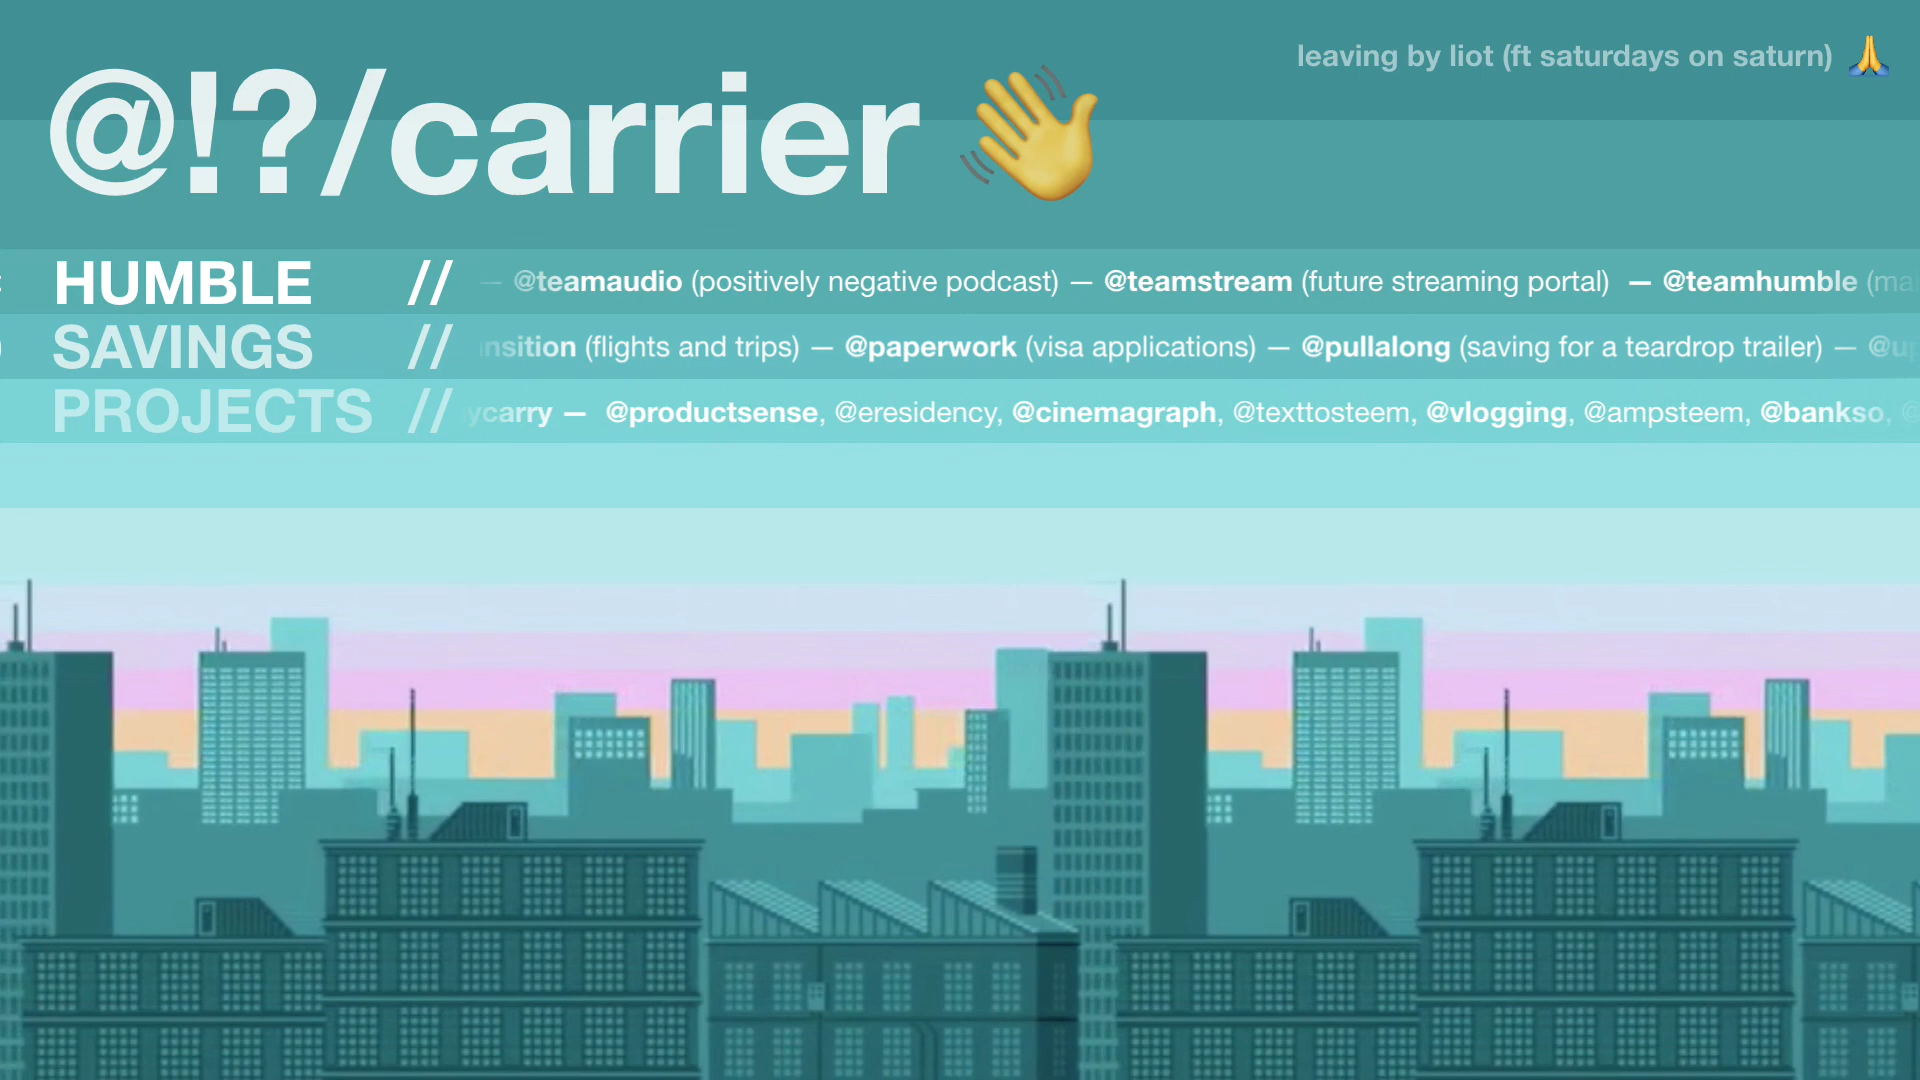 leaving by liot (ft saturdays on saturn) 🙏
@!?/carrier 👋
HUMBLE // — @teamaudio (positively negative podcast) — @teamstream (future streaming portal) — @teamhumble
SAVINGS // (flights and trips) — @paperwork (visa applications) — @pullalong (saving for a teardrop trailer) —
PROJECTS // — @productsense, @eresidency, @cinemagraph, @texttosteem, @vlogging, @ampsteem, @bankso,